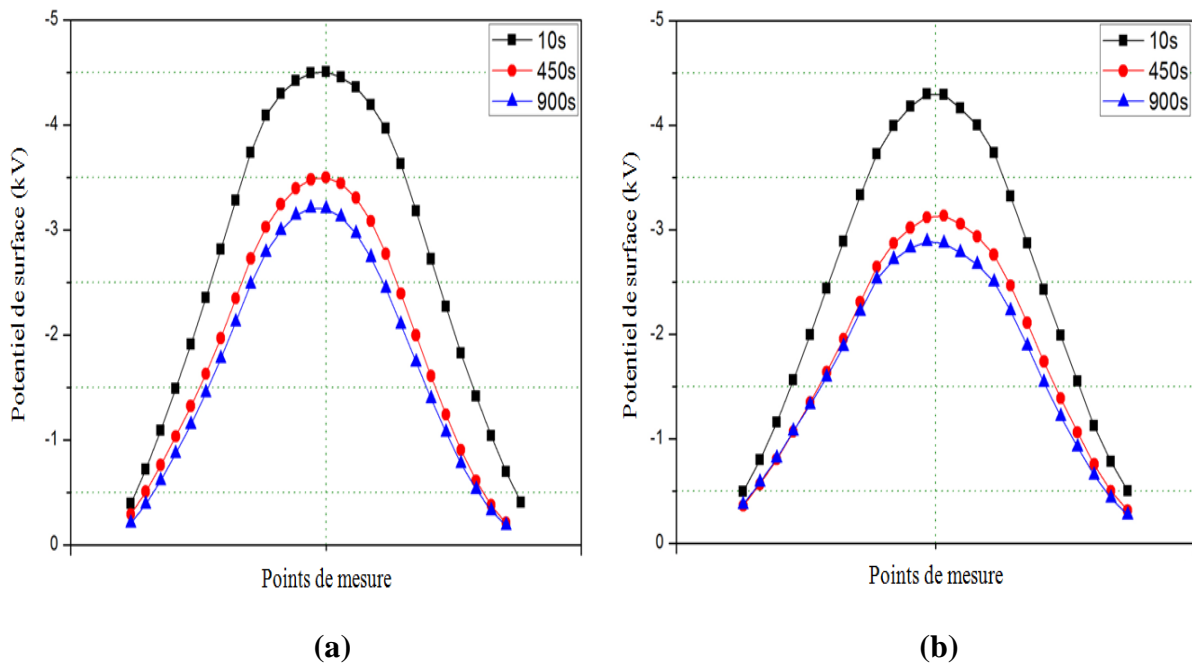 -5
-4
-3
-2
-1
0
Potentiel de surface (kV)
10s
450s
900s
Points de mesure
(a)
-5
-4
-3
-2
-1
0
Potentiel de surface (kV)
10s
450s
900s
Points de mesure
(b)